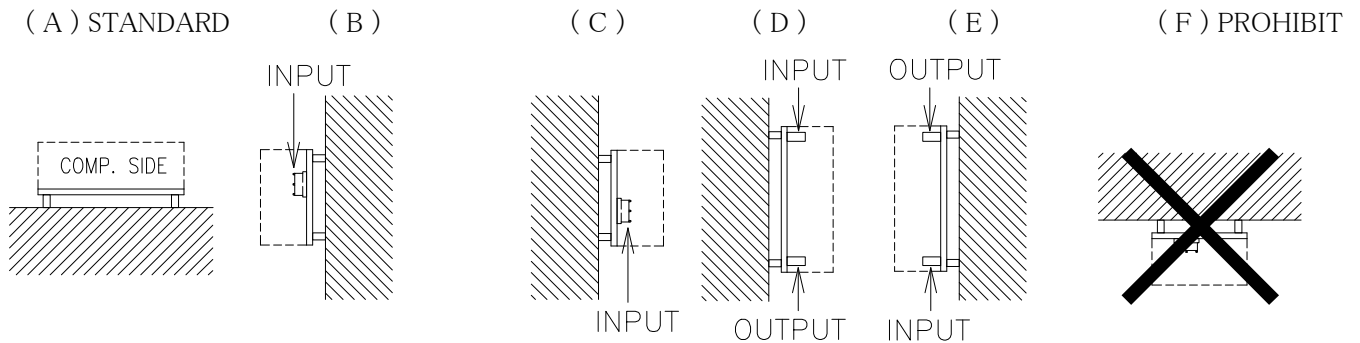 ( A ) STANDARD ( B ) ( C ) ( D ) ( E ) ( F ) PROHIBIT
INPUT INPUT OUTPUT
COMP. SIDE
INPUT OUTPUT INPUT